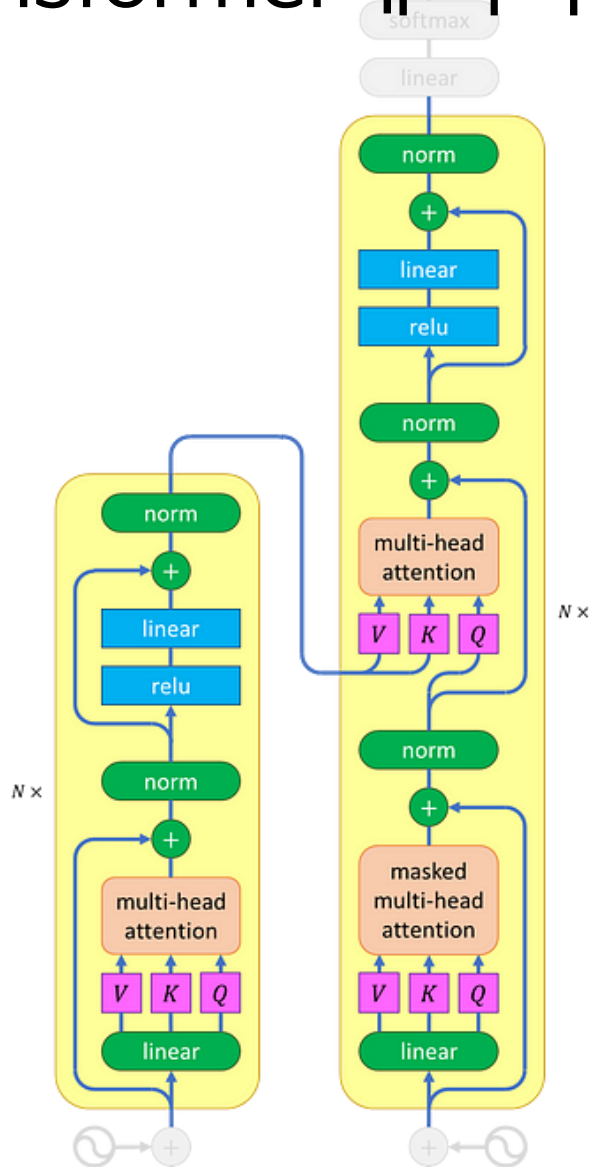 softmax
linear
norm
+
linear
relu
norm
+
multi-head
attention
V K Q
N ×
norm
+
masked
multi-head
attention
V K Q
linear
+
norm
+
linear
relu
norm
N ×
+
multi-head
attention
V K Q
linear
+